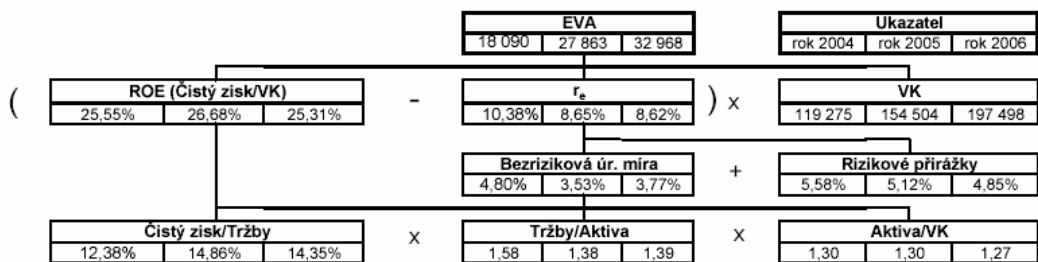 EVA Ukazatel
18 090 27 863 32 968 rok 2004 rok 2005 rok 2006
( ROE (Čistý zisk/VK) - rₑ ) x VK
25,55% 26,68% 25,31% 10,38% 8,65% 8,62% 119 275 154 504 197 498
Bezriziková úr. míra + Rizikové přirážky
4,80% 3,53% 3,77% 5,58% 5,12% 4,85%
Čistý zisk/Tržby x Tržby/Aktiva x Aktiva/VK
12,38% 14,86% 14,35% 1,58 1,38 1,39 1,30 1,30 1,27